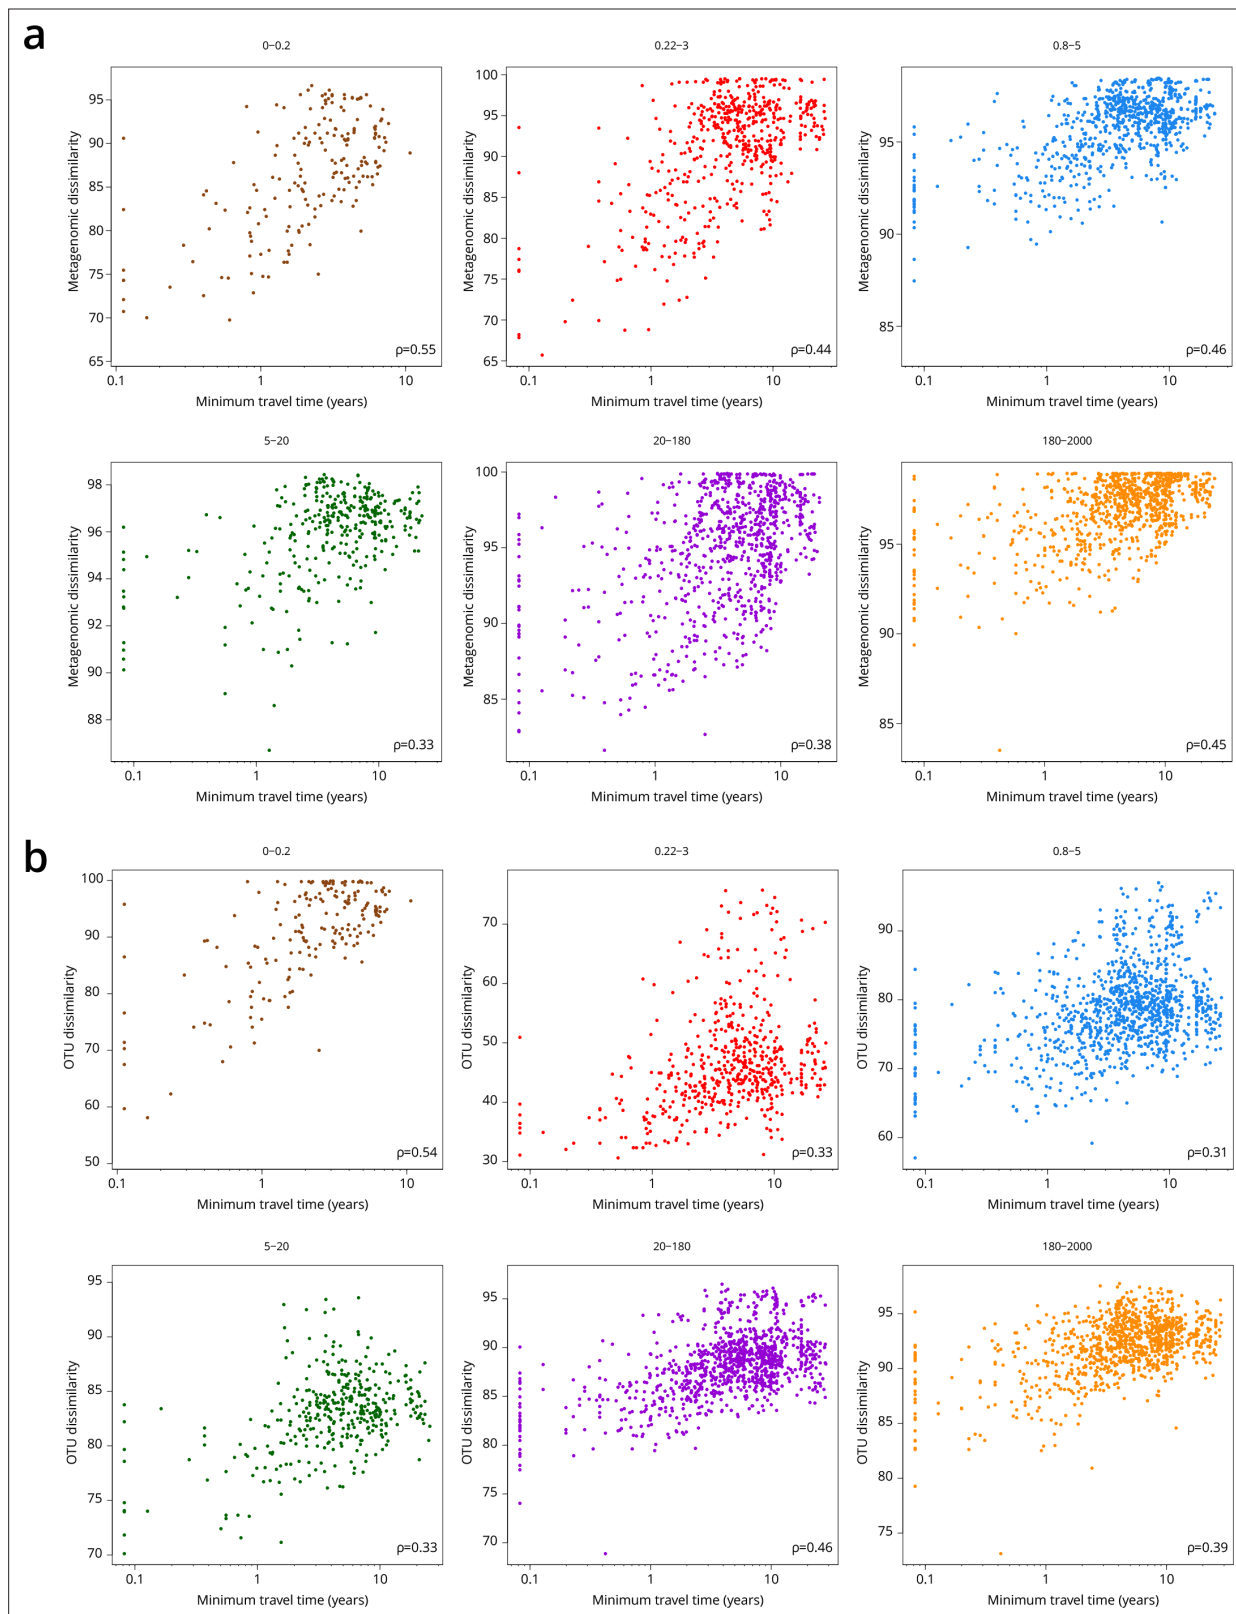 a
0−0.2
0.22−3
0.8−5
Metagenomic dissimilarity
95
90
85
80
75
70
65
0.1
1
10
Minimum travel time (years)
ρ=0.55
Metagenomic dissimilarity
100
95
90
85
80
75
70
65
0.1
1
10
Minimum travel time (years)
ρ=0.44
Metagenomic dissimilarity
95
90
85
0.1
1
10
Minimum travel time (years)
ρ=0.46
5−20
20−180
180−2000
Metagenomic dissimilarity
98
96
94
92
90
88
0.1
1
10
Minimum travel time (years)
ρ=0.33
Metagenomic dissimilarity
100
95
90
85
0.1
1
10
Minimum travel time (years)
ρ=0.38
Metagenomic dissimilarity
95
90
85
0.1
1
10
Minimum travel time (years)
ρ=0.45
b
0−0.2
0.22−3
0.8−5
OTU dissimilarity
100
90
80
70
60
50
0.1
1
10
Minimum travel time (years)
ρ=0.54
OTU dissimilarity
70
60
50
40
30
0.1
1
10
Minimum travel time (years)
ρ=0.33
OTU dissimilarity
90
80
70
60
0.1
1
10
Minimum travel time (years)
ρ=0.31
5−20
20−180
180−2000
OTU dissimilarity
95
90
85
80
75
70
0.1
1
10
Minimum travel time (years)
ρ=0.33
OTU dissimilarity
95
90
85
80
75
70
0.1
1
10
Minimum travel time (years)
ρ=0.46
OTU dissimilarity
95
90
85
80
75
0.1
1
10
Minimum travel time (years)
ρ=0.39